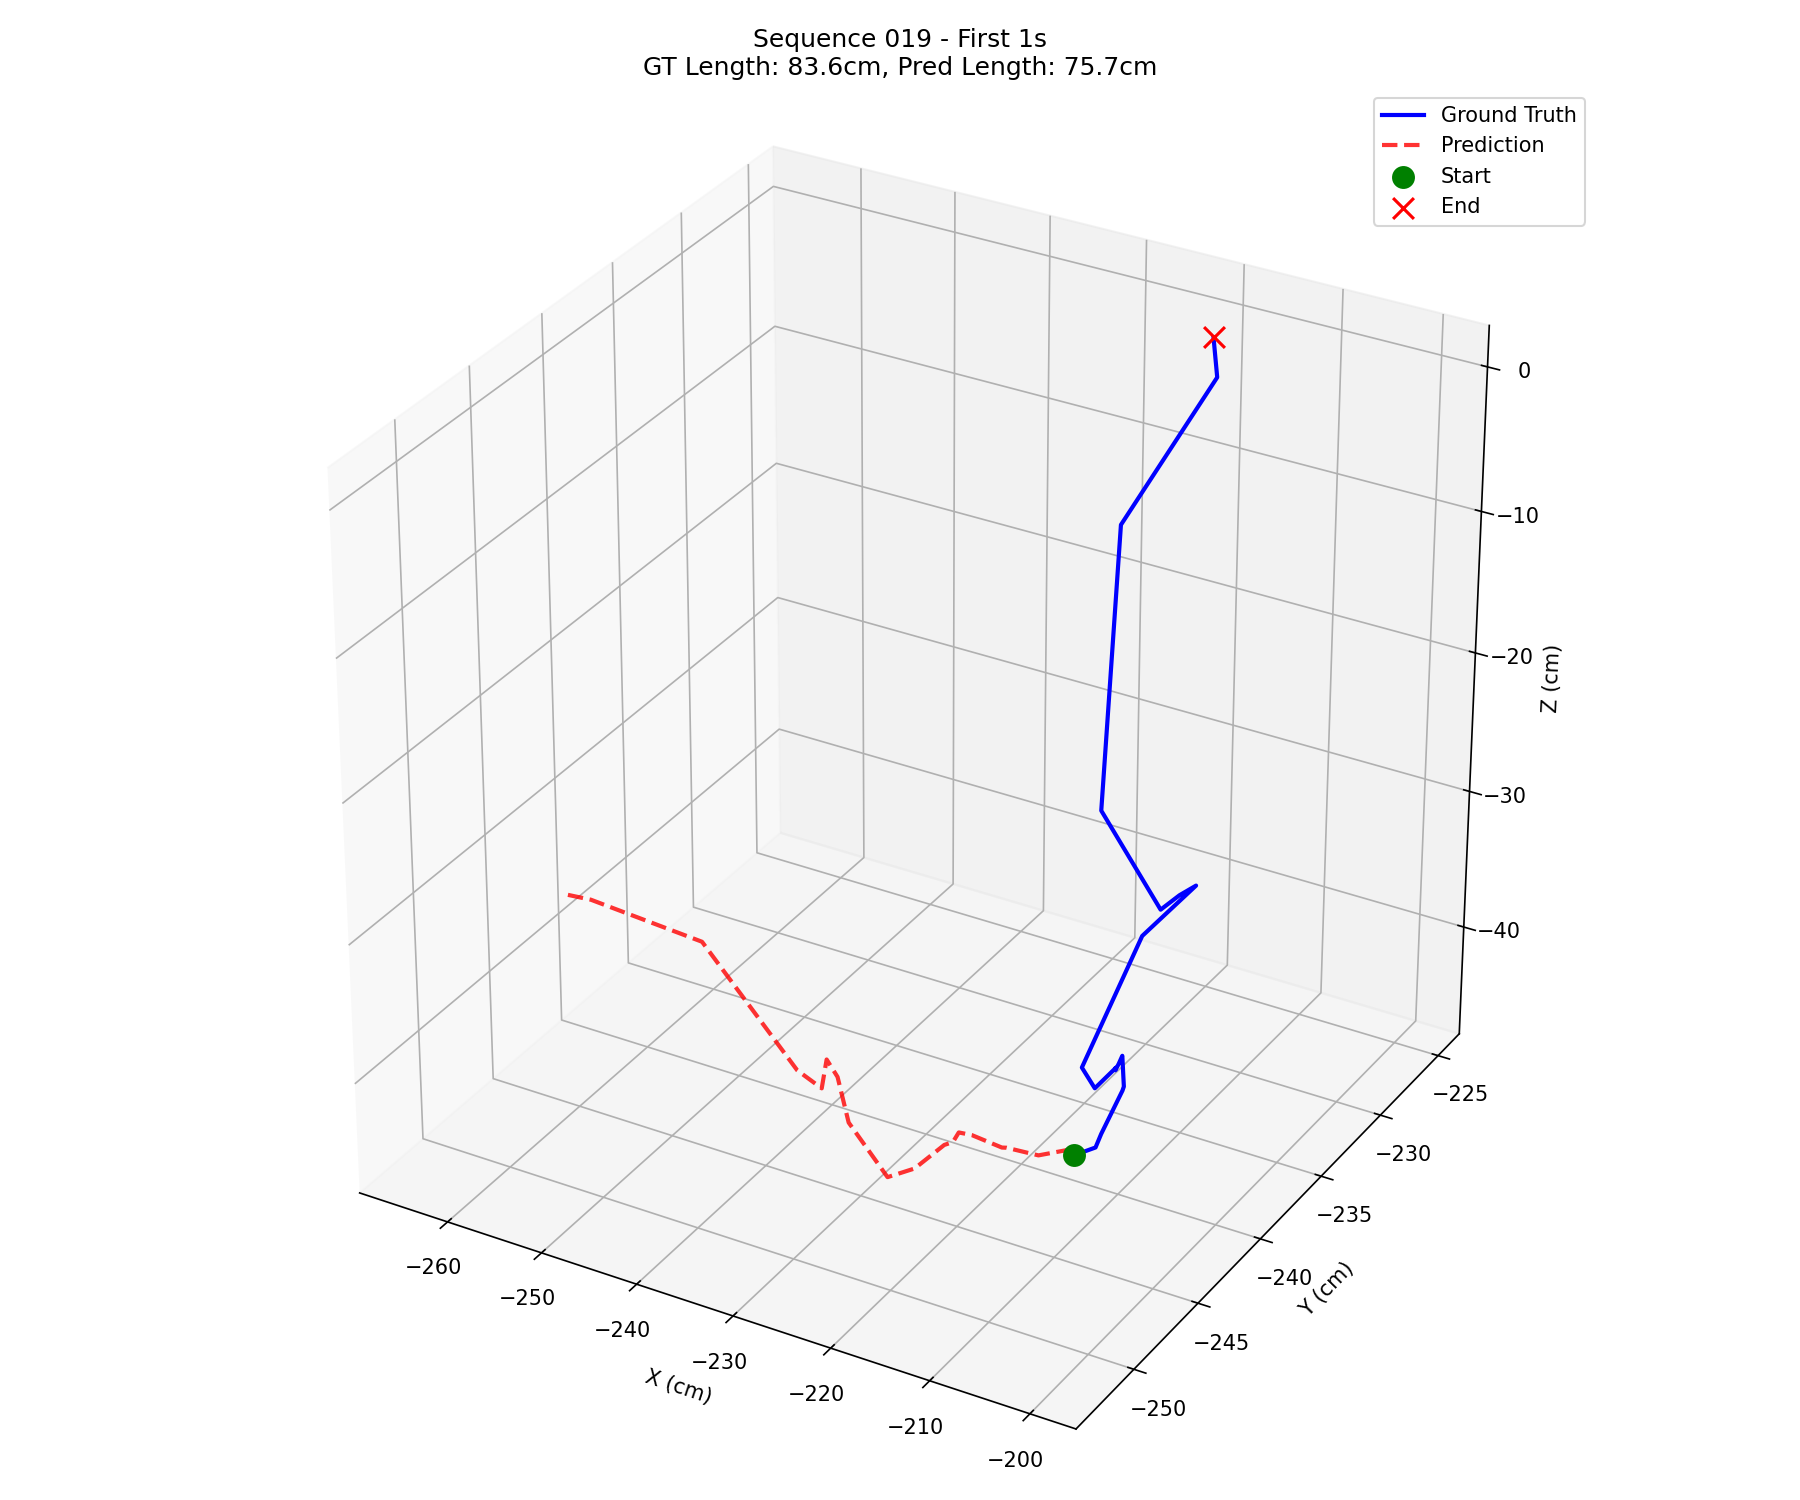 Sequence 019 - First 1s
GT Length: 83.6cm, Pred Length: 75.7cm
Ground Truth
Prediction
Start
End
0
−10
−20
−30
−40
Z (cm)
−225
−230
−235
−240
−245
−250
Y (cm)
−260
−250
−240
−230
−220
−210
−200
X (cm)